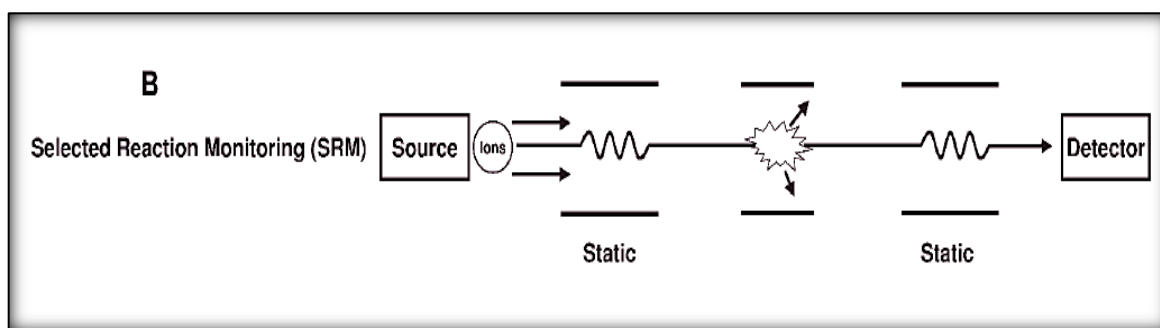 B
Selected Reaction Monitoring (SRM)
Source
Ions
Detector
Static
Static